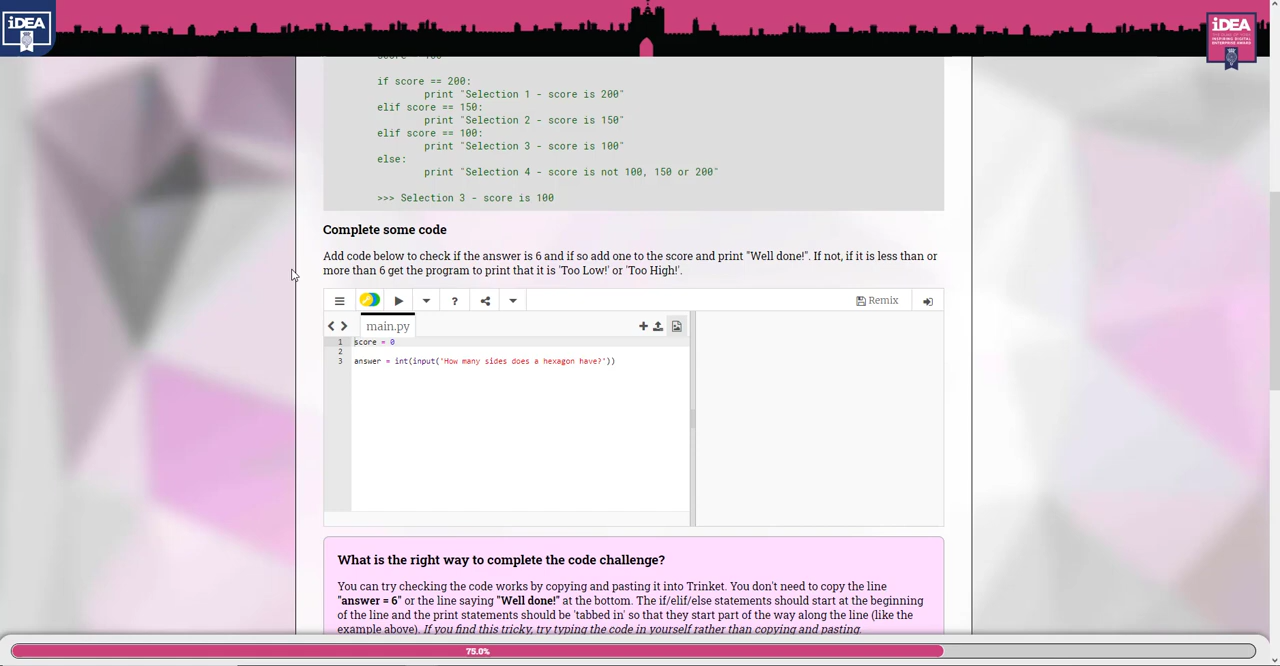 iDEA
iDEA
INSPIRING DIGITAL
ENTERPRISE AWARD
if score == 200:
print "Selection 1 - score is 200"
elif score == 150:
print "Selection 2 - score is 150"
elif score == 100:
print "Selection 3 - score is 100"
else:
print "Selection 4 - score is not 100, 150 or 200"
>>> Selection 3 - score is 100
Complete some code
Add code below to check if the answer is 6 and if so add one to the score and print "Well done!". If not, if it is less than or
more than 6 get the program to print that it is 'Too Low!' or 'Too High!'.
Remix
main.py
1 score = 0
2
3 answer = int(input('How many sides does a hexagon have?'))
What is the right way to complete the code challenge?
You can try checking the code works by copying and pasting it into Trinket. You don't need to copy the line
"answer = 6" or the line saying "Well done!" at the bottom. The if/elif/else statements should start at the beginning
of the line and the print statements should be 'tabbed in' so that they start part of the way along the line (like the
example above). If you find this tricky, try typing the code in yourself rather than copying and pasting.
75.0%